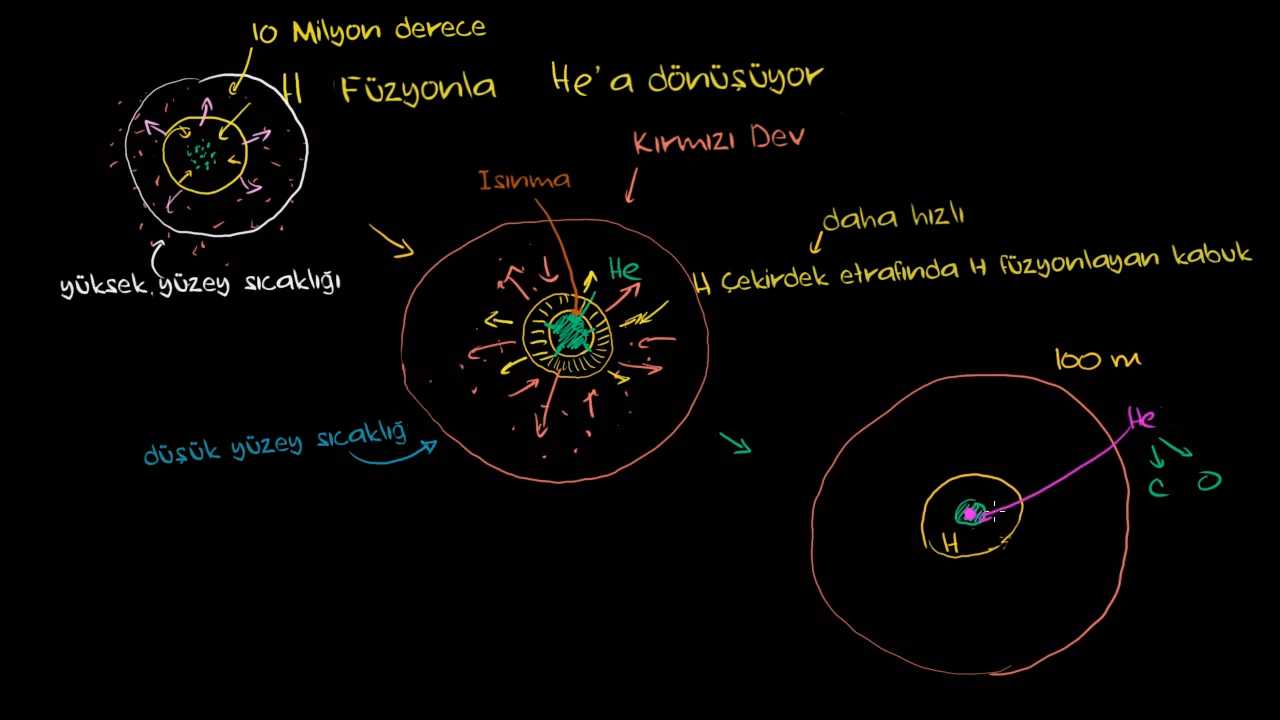 10 Milyon derece
H Füzyonla He'a dönüşüyor
Kırmızı Dev
Isınma
daha hızlı
He
H Çekirdek etrafında H füzyonlayan kabuk
yüksek yüzey sıcaklığı
100 m
He
düşük yüzey sıcaklığ
C O
H